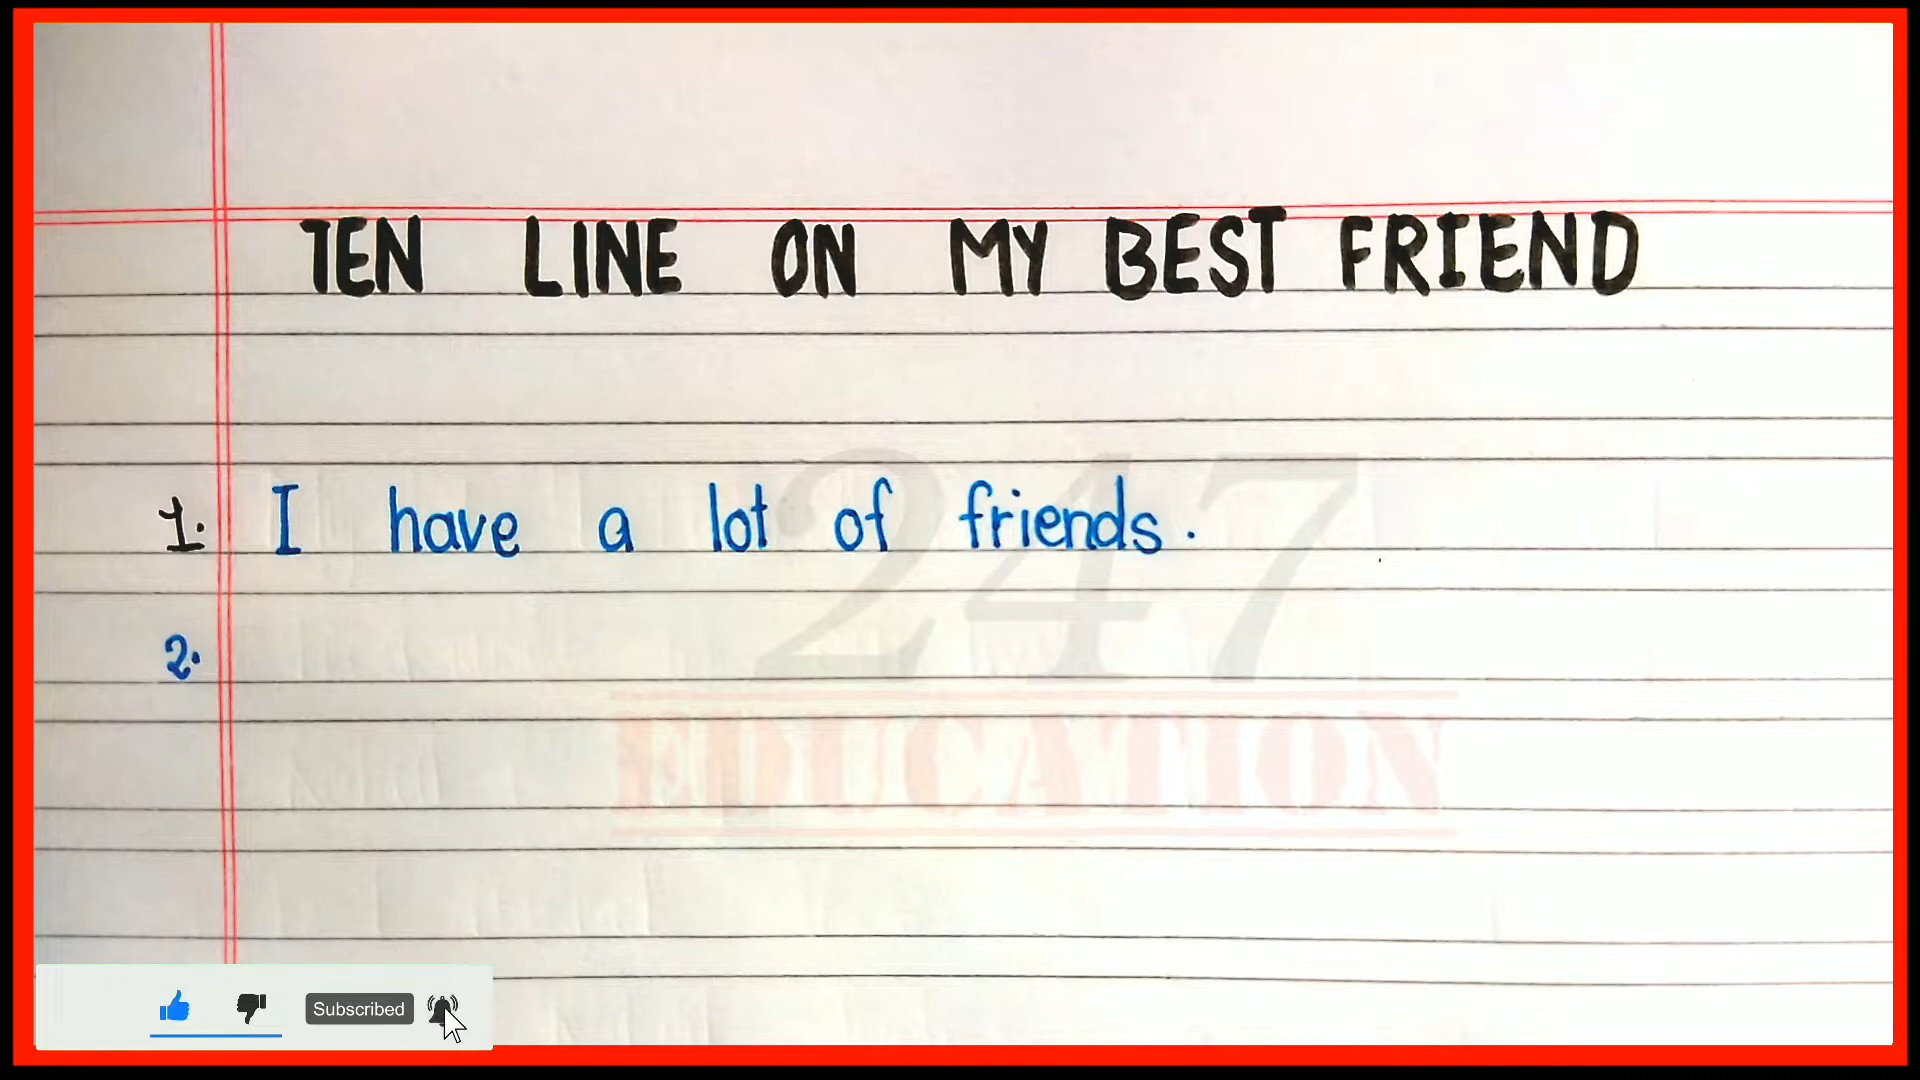 TEN LINE ON MY BEST FRIEND
1. I have a lot of friends.
2.
247
EDUCATION
Subscribed